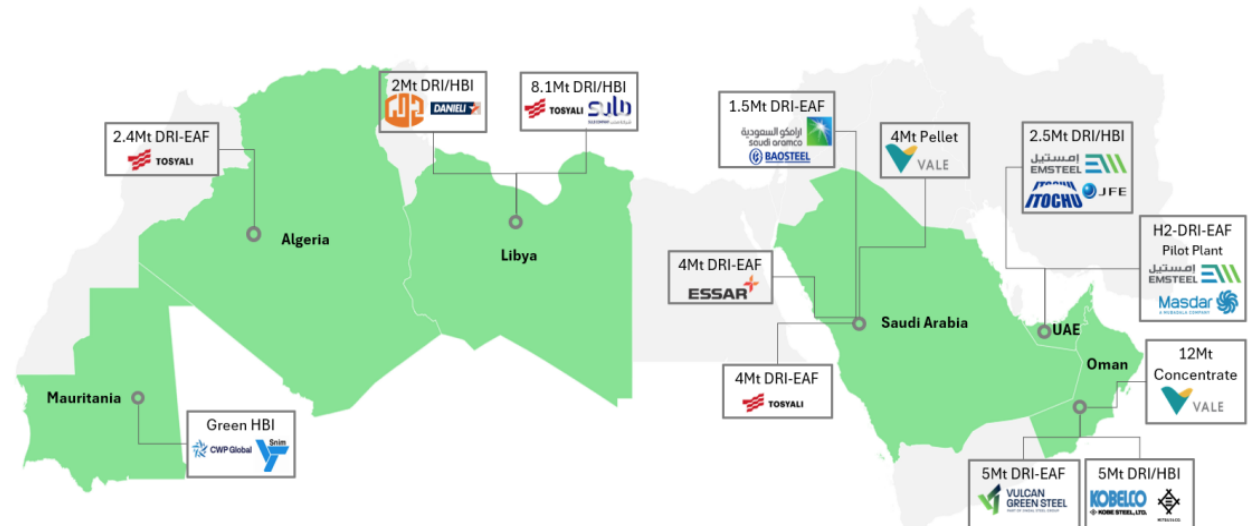 2Mt DRI/HBI
DANIELI
8.1Mt DRI/HBI
TOSYALI
2.4Mt DRI-EAF
TOSYALI
Algeria
Libya
Mauritania
Green HBI
CWP Global
Snim
1.5Mt DRI-EAF
ارامكو السعودية
saudi aramco
BAOSTEEL
4Mt Pellet
VALE
2.5Mt DRI/HBI
إمستيل
EMSTEEL
ITOCHU
JFE
H2-DRI-EAF
Pilot Plant
إمستيل
EMSTEEL
Masdar
A MUBADALA COMPANY
4Mt DRI-EAF
ESSAR
Saudi Arabia
UAE
Oman
4Mt DRI-EAF
TOSYALI
12Mt
Concentrate
VALE
5Mt DRI-EAF
VULCAN
GREEN STEEL
5Mt DRI/HBI
KOBELCO
KOBE STEEL, LTD.
MITSUI & CO.